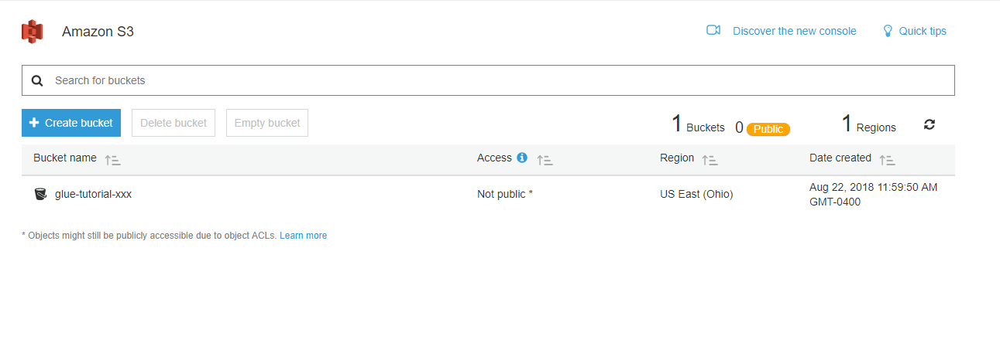 Amazon S3
Discover the new console
Quick tips
Search for buckets
Create bucket
Delete bucket
Empty bucket
1 Buckets 0 Public 1 Regions
Bucket name Access Region Date created
glue-tutorial-xxx Not public * US East (Ohio) Aug 22, 2018 11:59:50 AM
GMT-0400
* Objects might still be publicly accessible due to object ACLs. Learn more